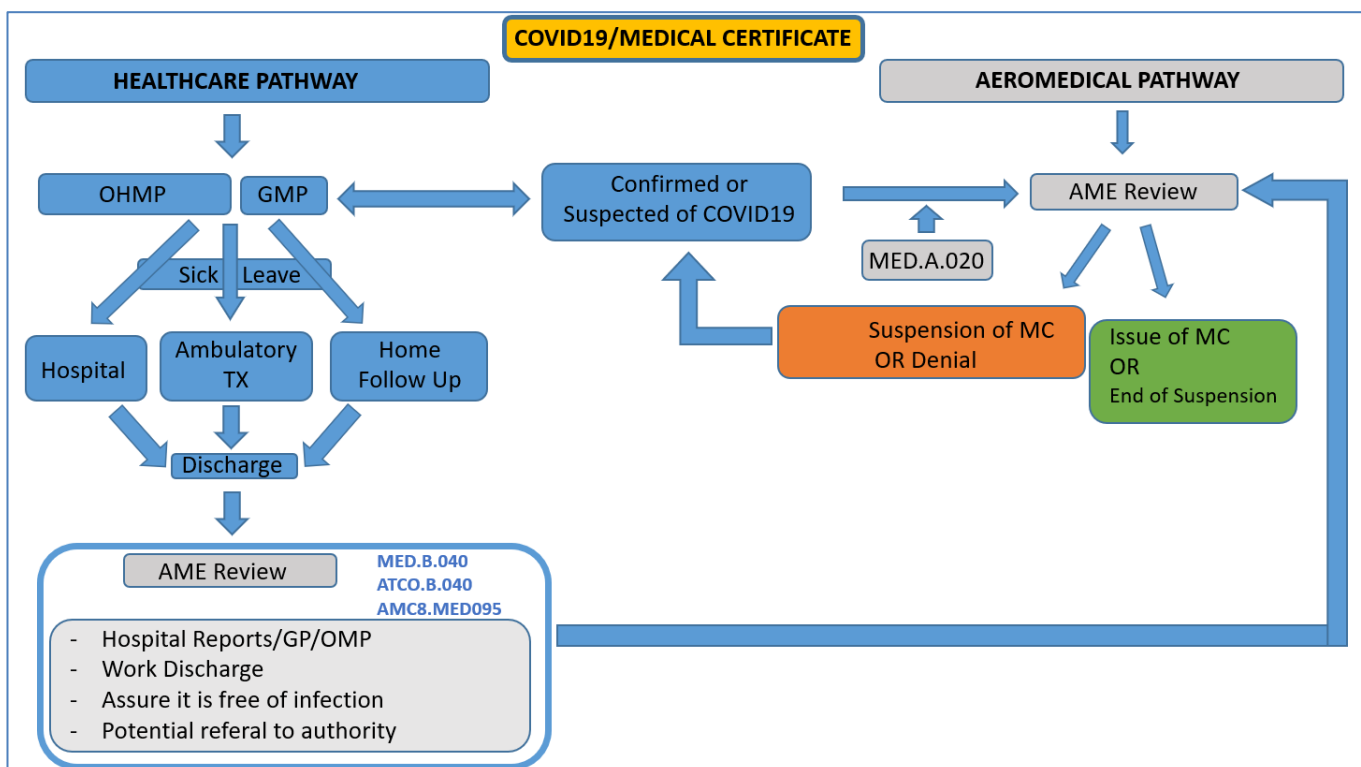 COVID19/MEDICAL CERTIFICATE
HEALTHCARE PATHWAY
AEROMEDICAL PATHWAY
OHMP
GMP
Confirmed or
Suspected of COVID19
AME Review
MED.A.020
Sick Leave
Hospital
Ambulatory
TX
Home
Follow Up
Suspension of MC
OR Denial
Issue of MC
OR
End of Suspension
Discharge
AME Review
MED.B.040
ATCO.B.040
AMC8.MED095
- Hospital Reports/GP/OMP
- Work Discharge
- Assure it is free of infection
- Potential referal to authority